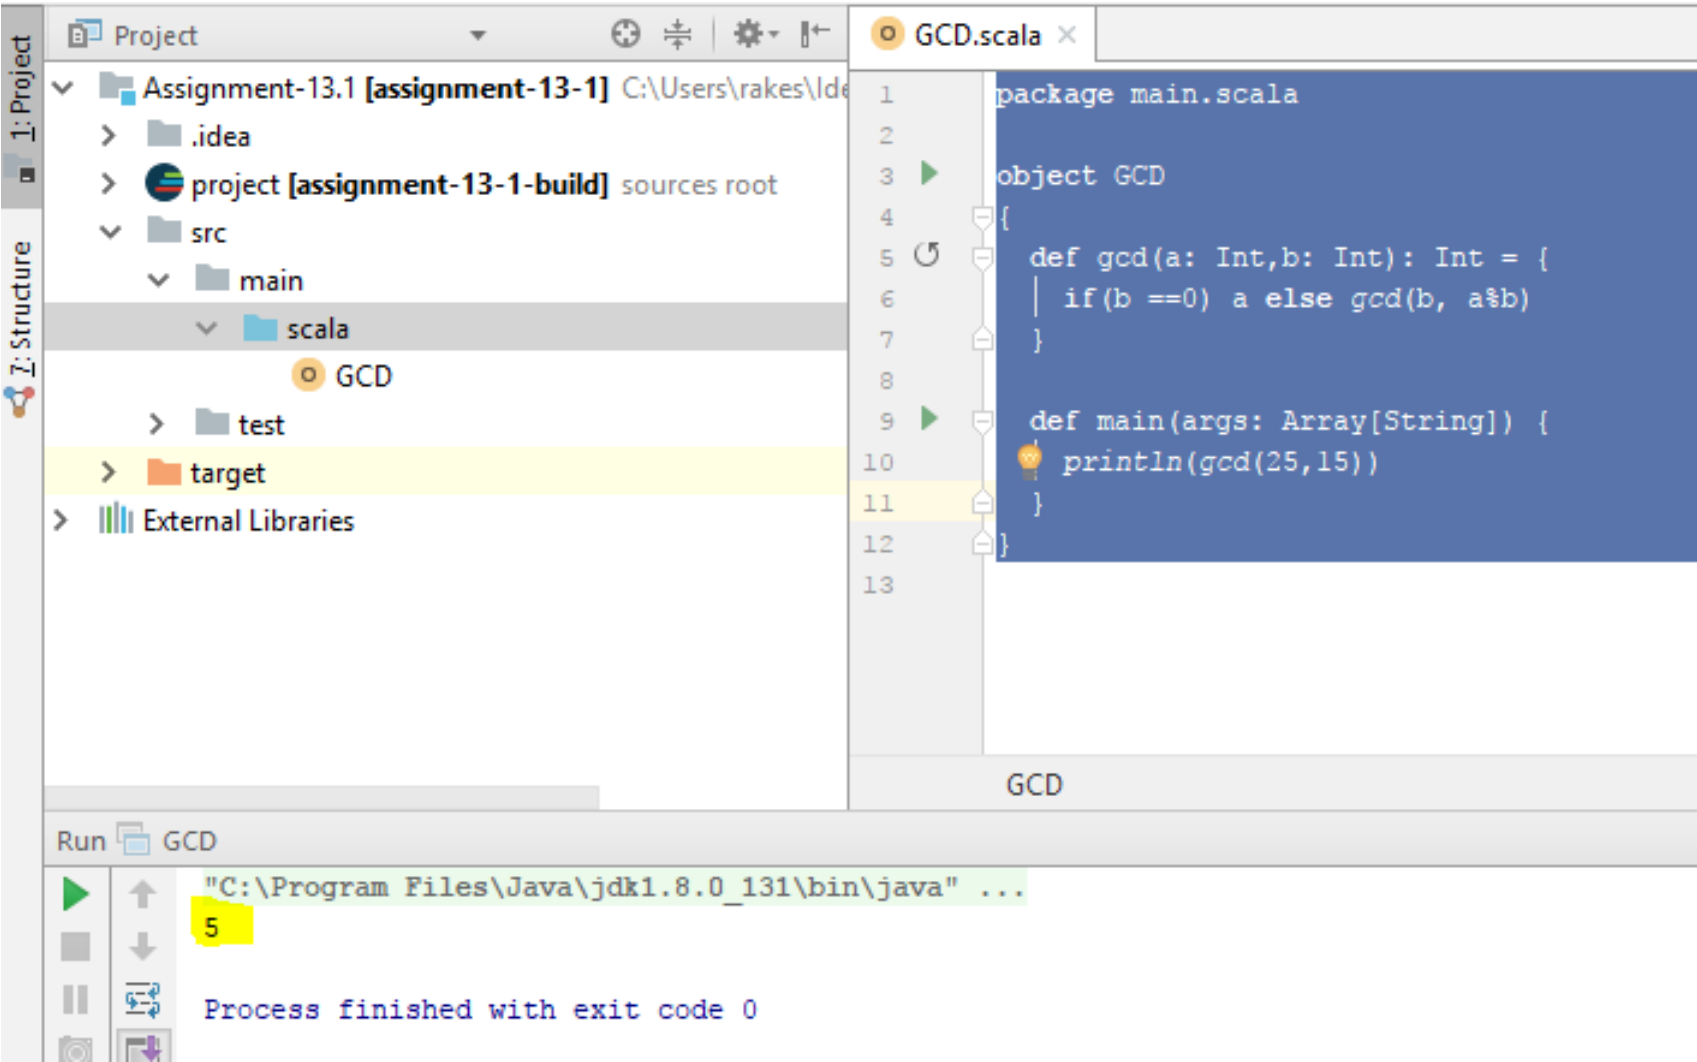 1: Project
7: Structure
Project
Assignment-13.1 [assignment-13-1] C:\Users\rakes\Ide
.idea
project [assignment-13-1-build] sources root
src
main
scala
GCD
test
target
External Libraries
GCD.scala
1 package main.scala
2
3 object GCD
4 {
5 def gcd(a: Int,b: Int): Int = {
6 if(b ==0) a else gcd(b, a%b)
7 }
8
9 def main(args: Array[String]) {
10 println(gcd(25,15))
11 }
12 }
13
GCD
Run GCD
"C:\Program Files\Java\jdk1.8.0_131\bin\java" ...
5
Process finished with exit code 0